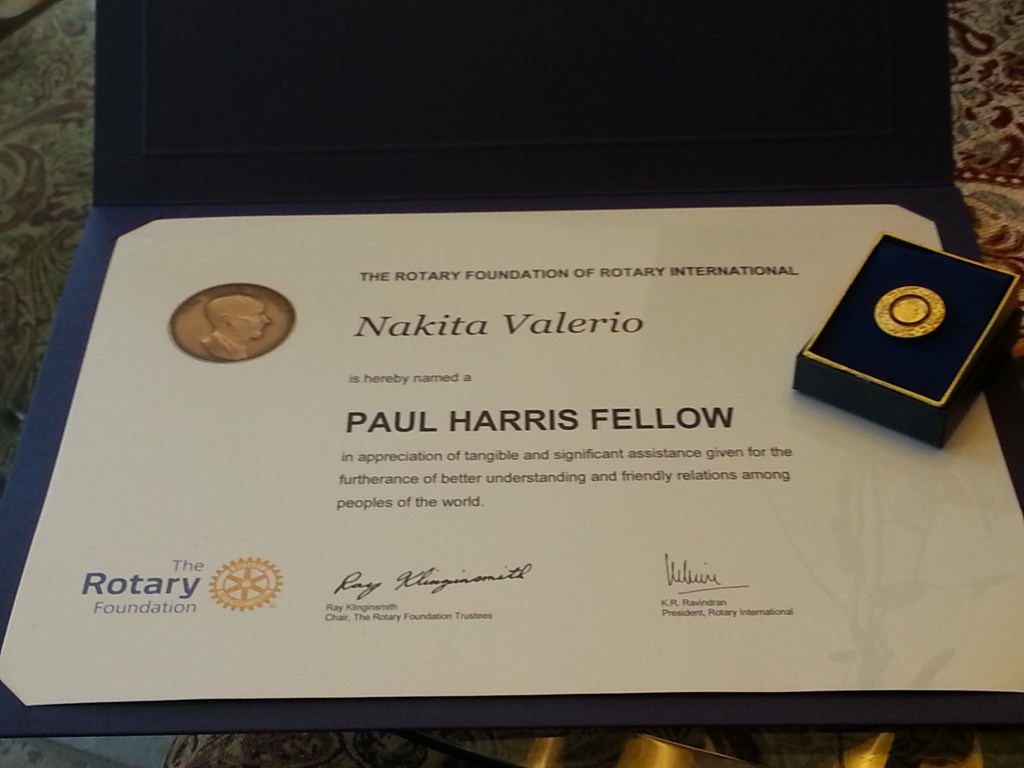 THE ROTARY FOUNDATION OF ROTARY INTERNATIONAL
Nakita Valerio
is hereby named a
PAUL HARRIS FELLOW
in appreciation of tangible and significant assistance given for the
furtherance of better understanding and friendly relations among
peoples of the world.
The
Rotary
Foundation
Ray Klinginsmith
Ray Klinginsmith
Chair, The Rotary Foundation Trustees
K.R. Ravindran
President, Rotary International